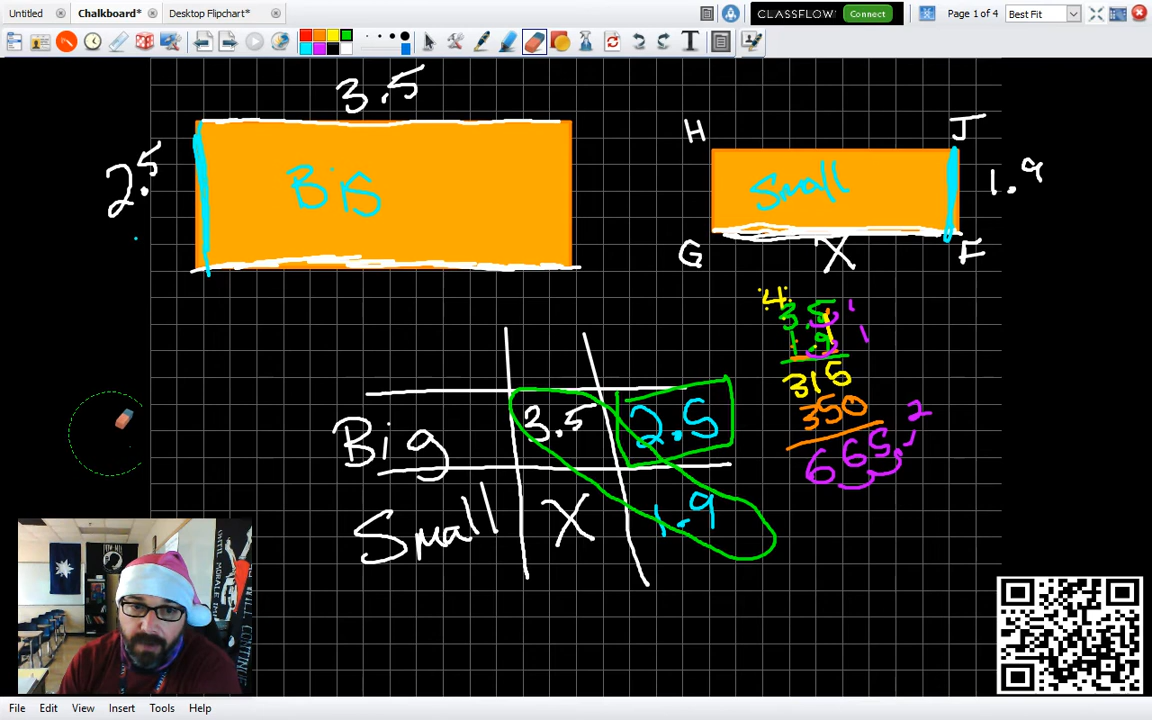 Untitled
Chalkboard*
Desktop Flipchart*
CLASSFLOW
Connect
Page 1 of 4
Best Fit
3.5
2.5
Big
H
J
Small
1.9
G
X
F
4
3.5
315
350
665
Big 3.5 2.5
Small X 1.9
UNTIL
File Edit View Insert Tools Help